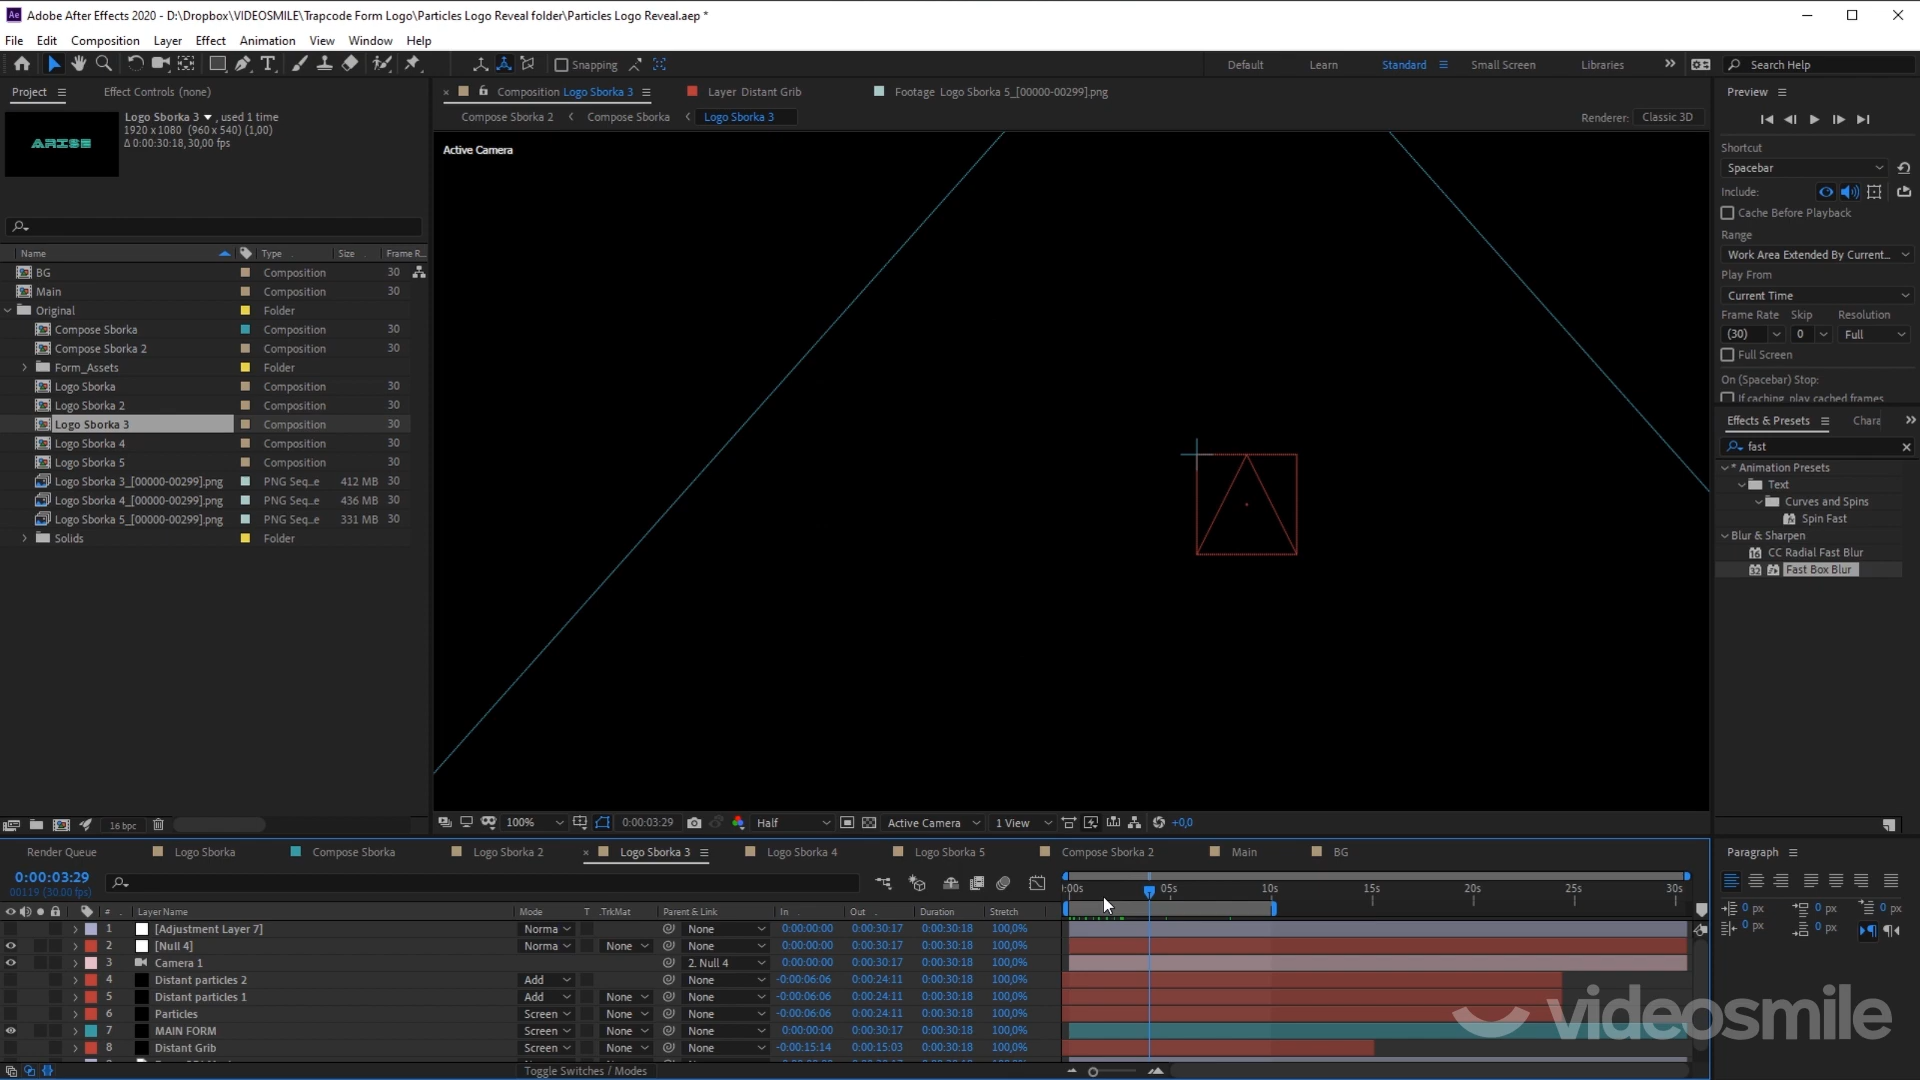 Adobe After Effects 2020 - D:\Dropbox\VIDEOSMILE\Trapcode Form Logo\Particles Logo Reveal folder\Particles Logo Reveal.aep *
File Edit Composition Layer Effect Animation View Window Help
Snapping Default Learn Standard Small Screen Libraries Search Help
Project Effect Controls (none)
Composition Logo Sborka 3 Layer Distant Grib Footage Logo Sborka 5_[00000-00299].png
Preview
Logo Sborka 3 , used 1 time
1920 x 1080 (960 x 540) (1,00)
Δ 0:00:30:18, 30,00 fps
ARISE
Compose Sborka 2 Compose Sborka Logo Sborka 3 Renderer: Classic 3D
Active Camera
Shortcut
Spacebar
Include:
Cache Before Playback
Range
Work Area Extended By Current...
Play From
Current Time
Frame Rate Skip Resolution
(30) 0 Full
Full Screen
On (Spacebar) Stop:
If caching, play cached frames
Name Type Size Frame R...
BG Composition 30
Main Composition 30
Original Folder
Compose Sborka Composition 30
Compose Sborka 2 Composition 30
Form_Assets Folder
Logo Sborka Composition 30
Logo Sborka 2 Composition 30
Logo Sborka 3 Composition 30
Logo Sborka 4 Composition 30
Logo Sborka 5 Composition 30
Logo Sborka 3_[00000-00299].png PNG Seq...e 412 MB 30
Logo Sborka 4_[00000-00299].png PNG Seq...e 436 MB 30
Logo Sborka 5_[00000-00299].png PNG Seq...e 331 MB 30
Solids Folder
Effects & Presets Chara
fast
* Animation Presets
Text
Curves and Spins
Spin Fast
Blur & Sharpen
CC Radial Fast Blur
Fast Box Blur
16 bpc
100% 0:00:03:29 Half Active Camera 1 View +0,0
Render Queue Logo Sborka Compose Sborka Logo Sborka 2 Logo Sborka 3 Logo Sborka 4 Logo Sborka 5 Compose Sborka 2 Main BG
Paragraph
0:00:03:29
00119 (30.00 fps)
:00s 05s 10s 15s 20s 25s 30s
0 px 0 px 0 px
0 px 0 px
# Layer Name Mode T .TrkMat Parent & Link In Out Duration Stretch
1 [Adjustment Layer 7] Norma None 0:00:00:00 0:00:30:17 0:00:30:18 100,0%
2 [Null 4] Norma None None 0:00:00:00 0:00:30:17 0:00:30:18 100,0%
3 Camera 1 2. Null 4 0:00:00:00 0:00:30:17 0:00:30:18 100,0%
4 Distant particles 2 Add None -0:00:06:06 0:00:24:11 0:00:30:18 100,0%
5 Distant particles 1 Add None None -0:00:06:06 0:00:24:11 0:00:30:18 100,0%
6 Particles Screen None None -0:00:06:06 0:00:24:11 0:00:30:18 100,0%
7 MAIN FORM Screen None None 0:00:00:00 0:00:30:17 0:00:30:18 100,0%
8 Distant Grib Screen None None -0:00:15:14 0:00:15:03 0:00:30:18 100,0%
Toggle Switches / Modes
videosmile